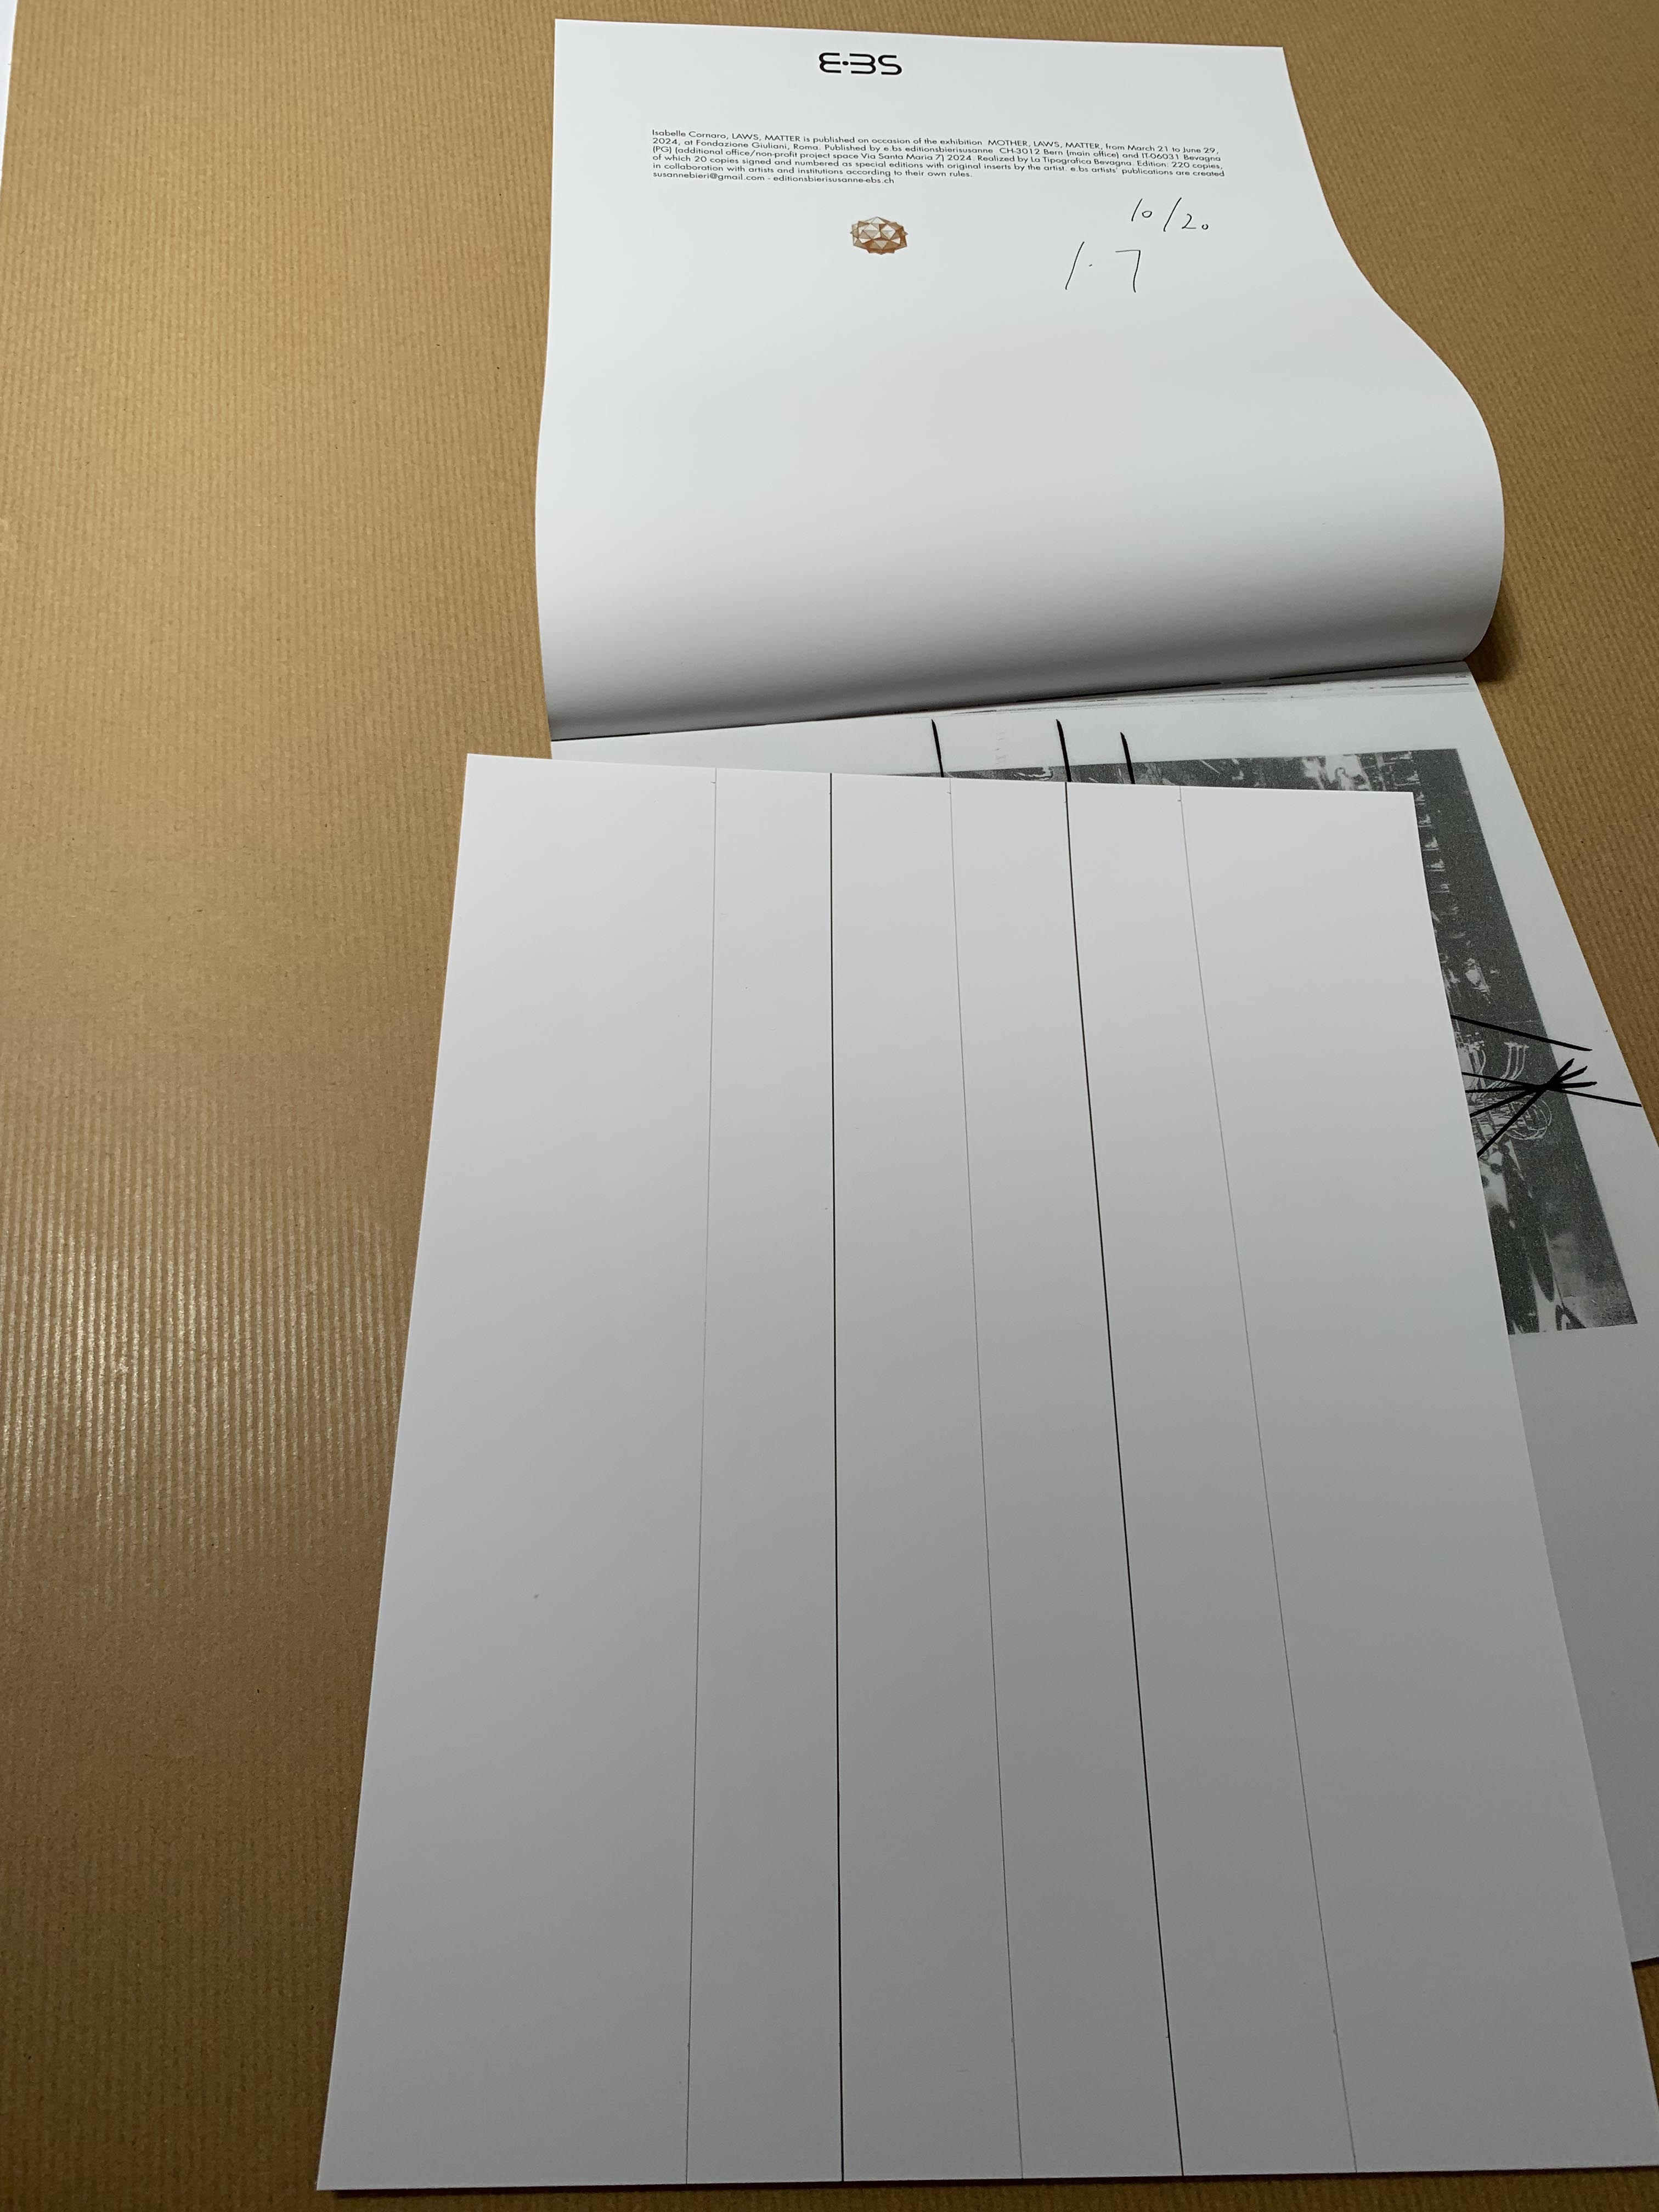 E·BS
Isabelle Cornaro, LAWS, MATTER is published on occasion of the exhibition MOTHER, LAWS, MATTER, from March 21 to June 29,
2024, at Fondazione Giuliani, Roma. Published by e.bs editionsbierisusanne CH-3012 Bern (main office) and IT-06031 Bevagna
(PG) (additional office/non-profit project space Via Santa Maria 7) 2024. Realized by La Tipografica Bevagna. Edition: 220 copies,
of which 20 copies signed and numbered as special editions with original inserts by the artist. e.bs artists' publications are created
in collaboration with artists and institutions according to their own rules.
susannebieri@gmail.com - editionsbierisusanne-ebs.ch
10/20